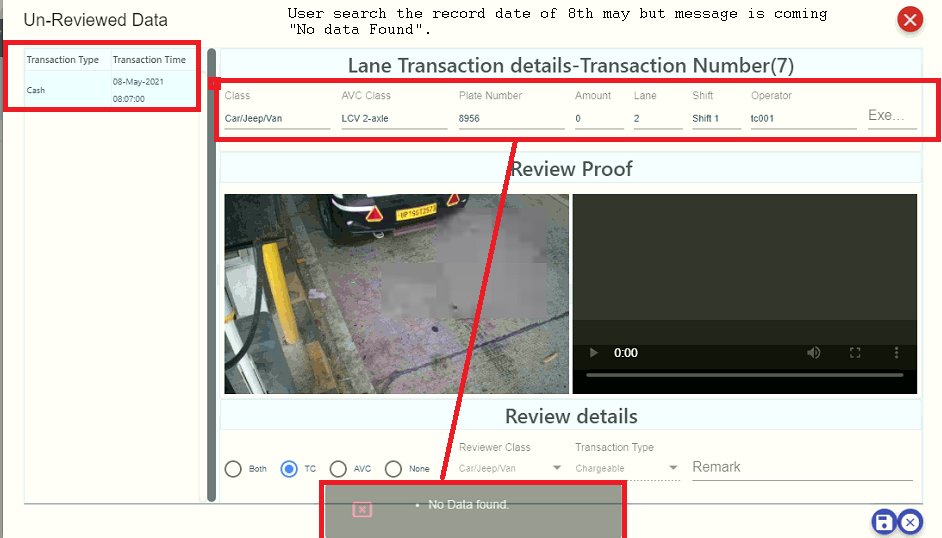 User search the record date of 8th may but message is coming
"No data Found".
Un-Reviewed Data
Transaction Type Transaction Time
Cash 08-May-2021
08:07:00
Lane Transaction details-Transaction Number(7)
Class AVC Class Plate Number Amount Lane Shift Operator
Car/Jeep/Van LCV 2-axle 8956 0 2 Shift 1 tc001 Exe...
Review Proof
0:00
Review details
Reviewer Class Transaction Type
Both TC AVC None Car/Jeep/Van Chargeable Remark
• No Data found.